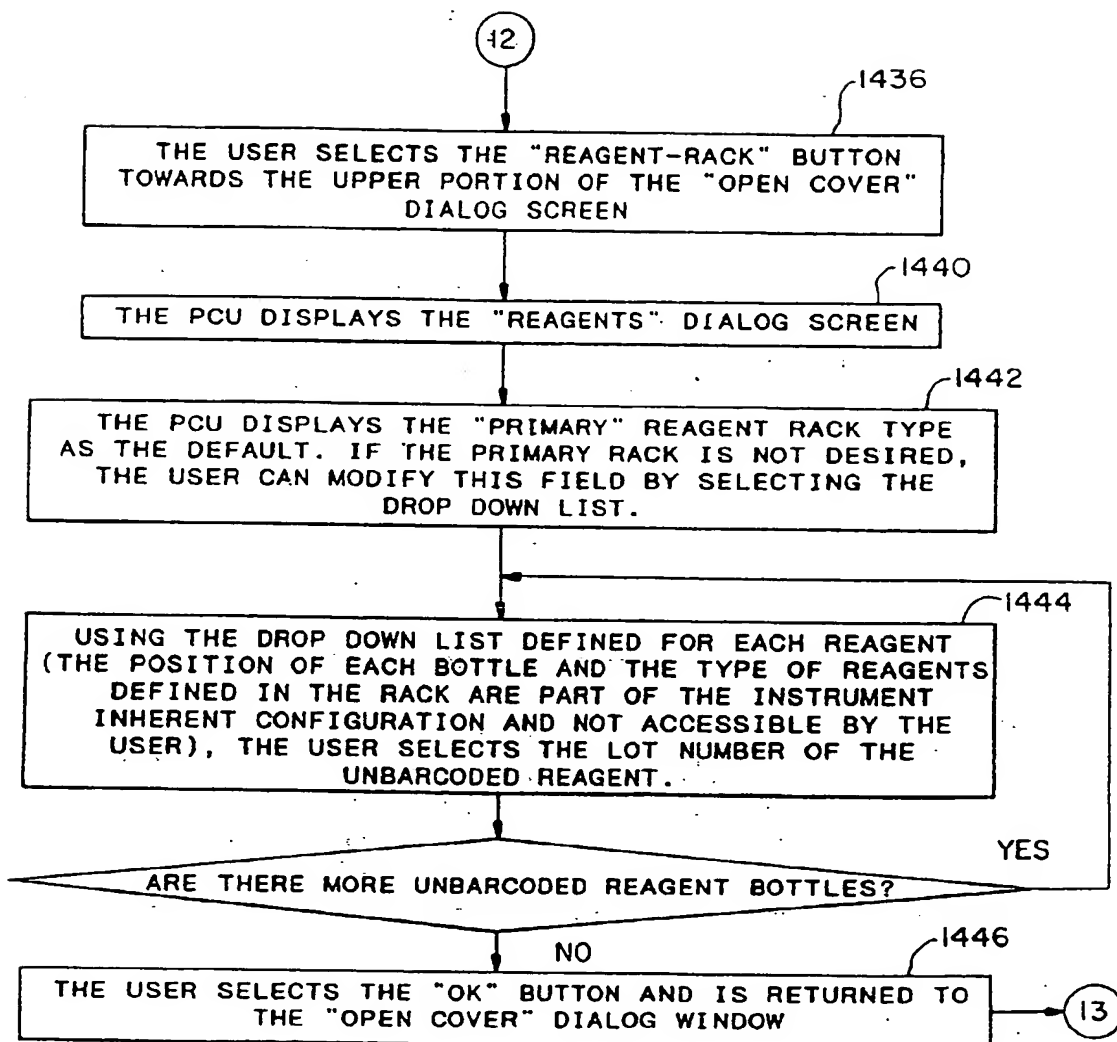 12
1436
THE USER SELECTS THE "REAGENT-RACK" BUTTON
TOWARDS THE UPPER PORTION OF THE "OPEN COVER"
DIALOG SCREEN
1440
THE PCU DISPLAYS THE "REAGENTS" DIALOG SCREEN
1442
THE PCU DISPLAYS THE "PRIMARY" REAGENT RACK TYPE
AS THE DEFAULT. IF THE PRIMARY RACK IS NOT DESIRED,
THE USER CAN MODIFY THIS FIELD BY SELECTING THE
DROP DOWN LIST.
1444
USING THE DROP DOWN LIST DEFINED FOR EACH REAGENT
(THE POSITION OF EACH BOTTLE AND THE TYPE OF REAGENTS
DEFINED IN THE RACK ARE PART OF THE INSTRUMENT
INHERENT CONFIGURATION AND NOT ACCESSIBLE BY THE
USER), THE USER SELECTS THE LOT NUMBER OF THE
UNBARCODED REAGENT.
YES
ARE THERE MORE UNBARCODED REAGENT BOTTLES?
NO
1446
THE USER SELECTS THE "OK" BUTTON AND IS RETURNED TO
THE "OPEN COVER" DIALOG WINDOW
13